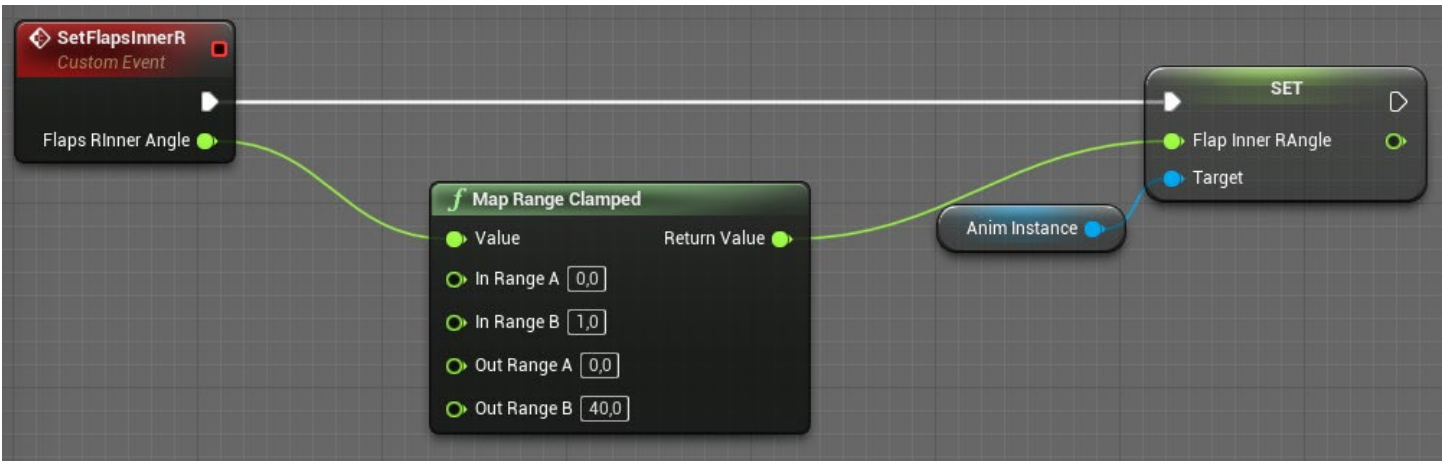 SetFlapsInnerR
Custom Event
Flaps RInner Angle
f Map Range Clamped
Value Return Value
In Range A 0,0
In Range B 1,0
Out Range A 0,0
Out Range B 40,0
Anim Instance
SET
Flap Inner RAngle
Target